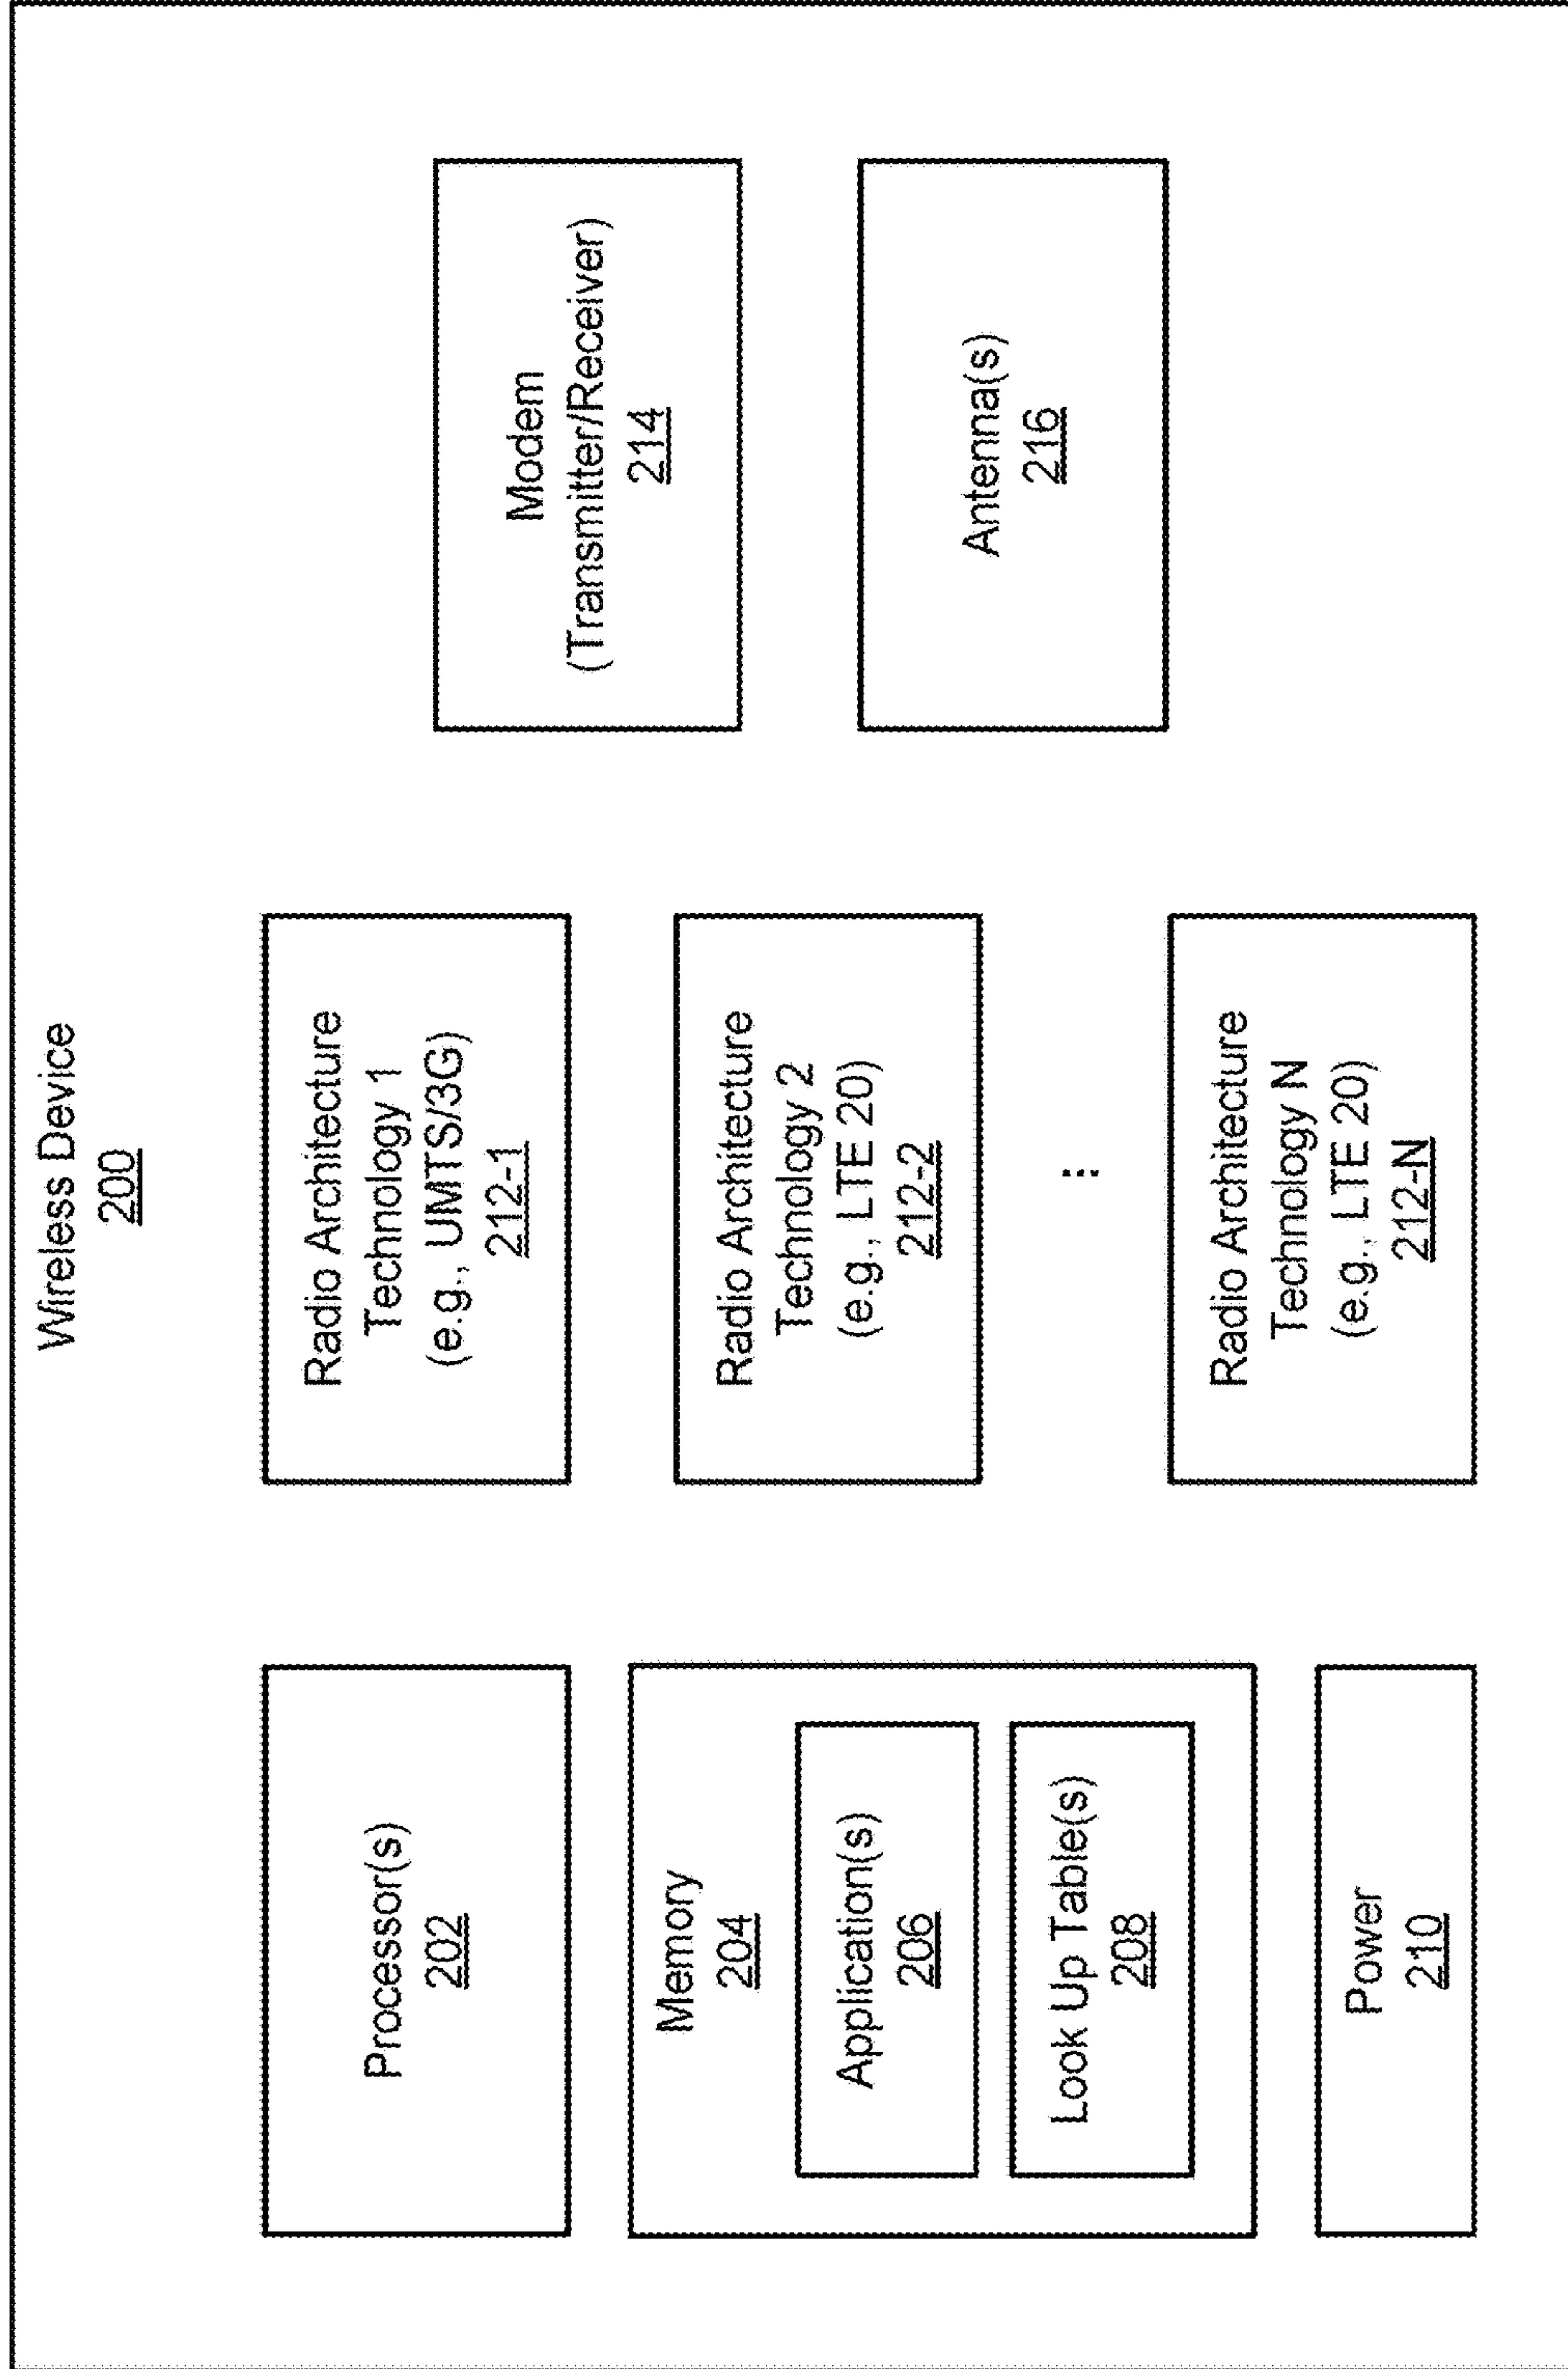 Wireless Device
200
Processor(s)
202
Memory
204
Application(s)
206
Look Up Table(s)
208
Power
210
Radio Architecture
Technology 1
(e.g., UMTS/3G)
212-1
Radio Architecture
Technology 2
(e.g., LTE 20)
212-2
...
Radio Architecture
Technology N
(e.g., LTE 20)
212-N
Modem
(Transmitter/Receiver)
214
Antenna(s)
216